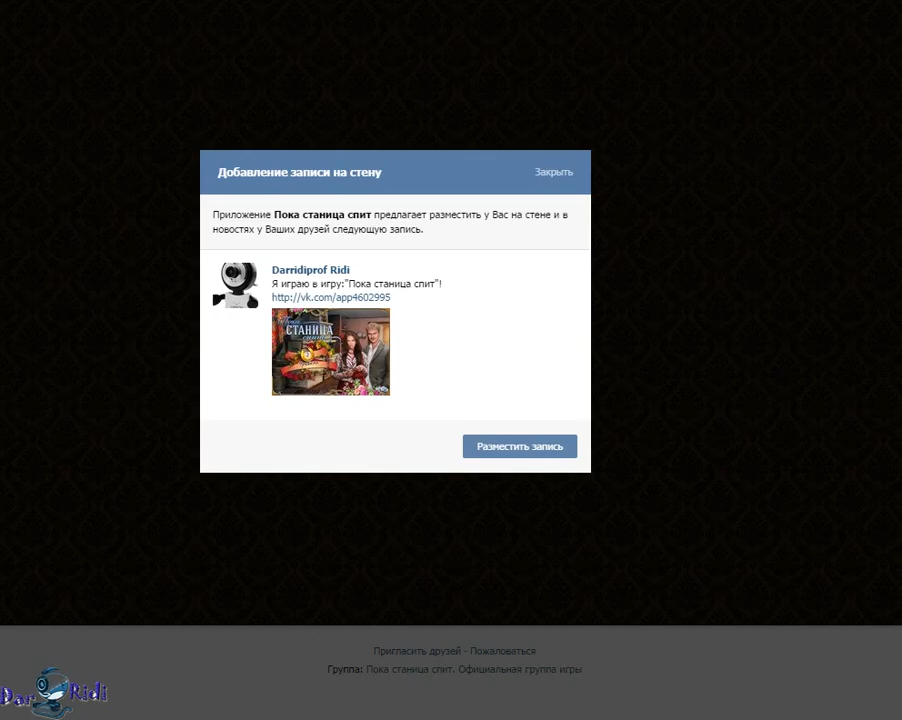 Добавление записи на стену
Закрыть
Приложение Пока станица спит предлагает разместить у Вас на стене и в
новостях у Ваших друзей следующую запись.
Darridiprof Ridi
Я играю в игру:"Пока станица спит"!
http://vk.com/app4602995
Пока
СТАНИЦА
спит
Разместить запись
Пригласить друзей - Пожаловаться
Группа: Пока станица спит. Официальная группа игры
Dar Ridi